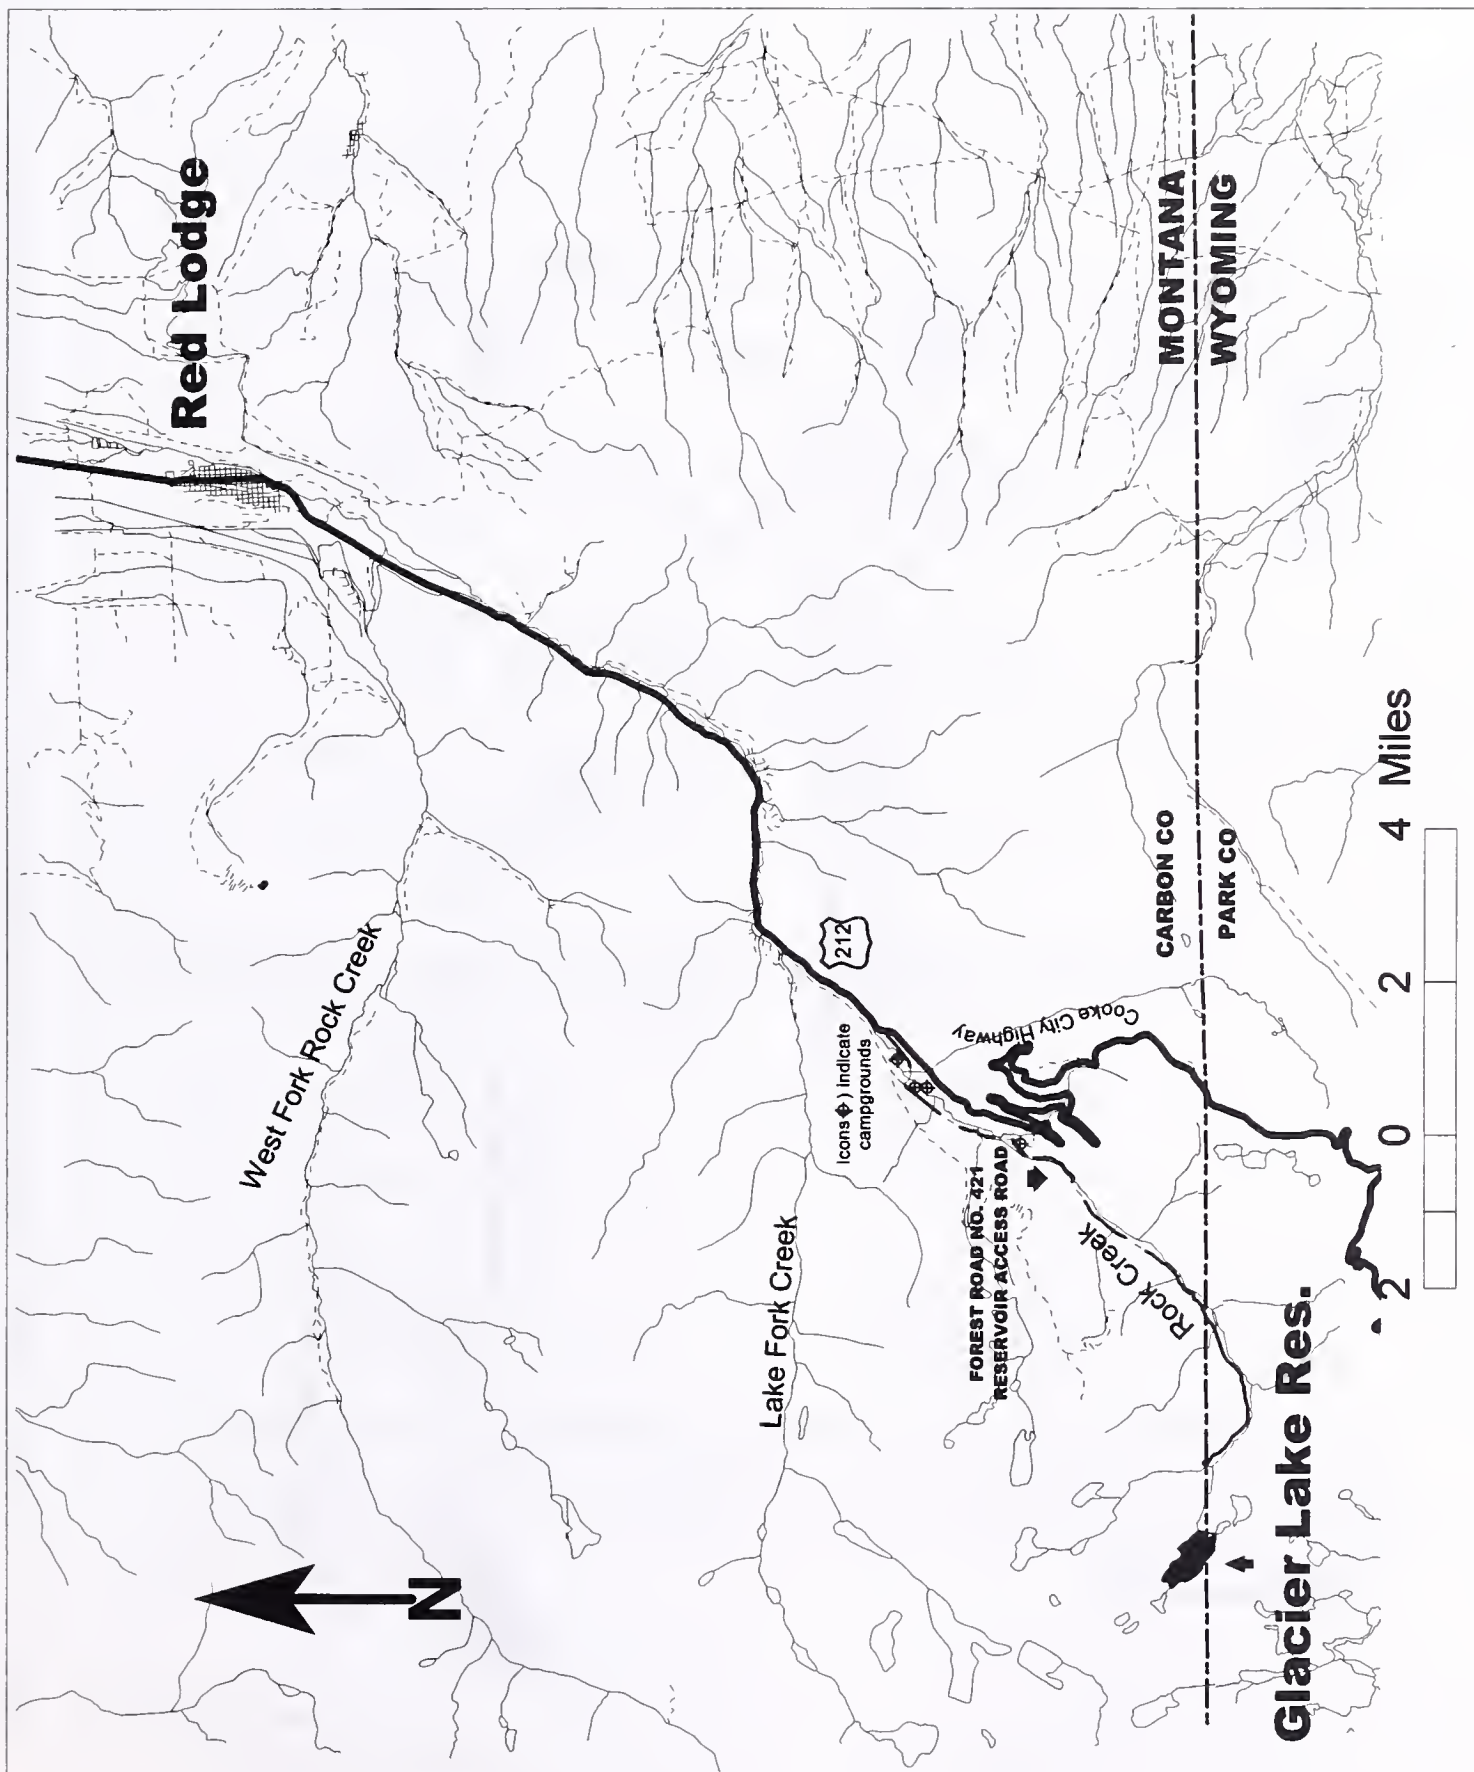 Red Lodge
MONTANA
WYOMING
West Fork Rock Creek
212
CARBON CO
PARK CO
Cooke City Highway
Icons ) indicate
campgrounds
Lake Fork Creek
FOREST ROAD NO. 421
RESERVOIR ACCESS ROAD
Rock Creek
N
Glacier Lake Res.
2 0 2 4 Miles